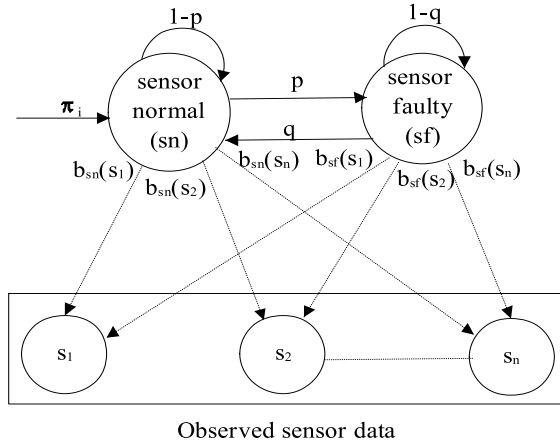 1-p
1-q
sensor
normal
(sn)
sensor
faulty
(sf)
p
q
π i
b_sn(s_1)
b_sn(s_2)
b_sn(s_n)
b_sf(s_1)
b_sf(s_2)
b_sf(s_n)
s_1
s_2
s_n
Observed sensor data